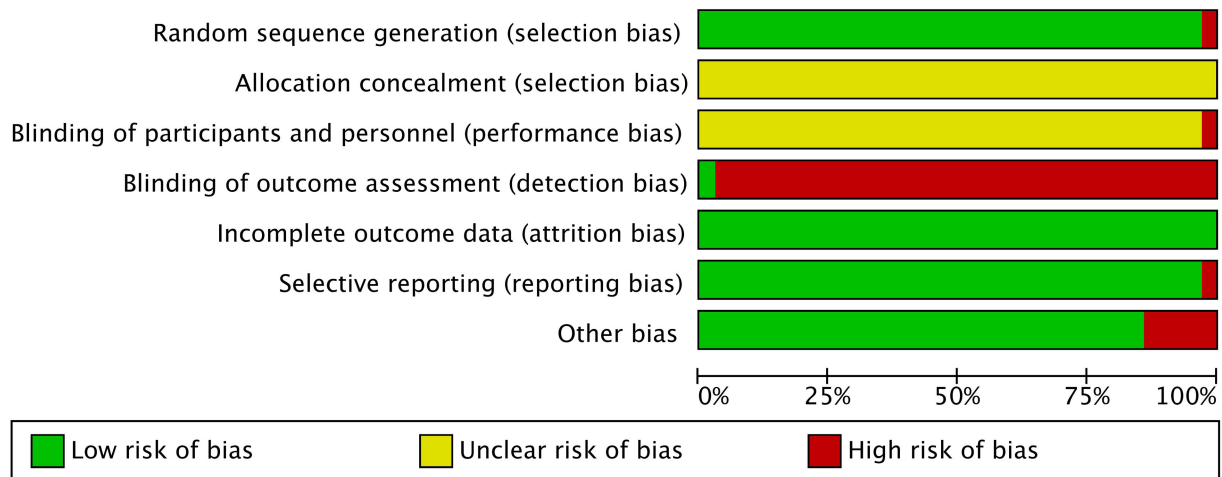 Random sequence generation (selection bias)
Allocation concealment (selection bias)
Blinding of participants and personnel (performance bias)
Blinding of outcome assessment (detection bias)
Incomplete outcome data (attrition bias)
Selective reporting (reporting bias)
Other bias
0% 25% 50% 75% 100%
Low risk of bias Unclear risk of bias High risk of bias